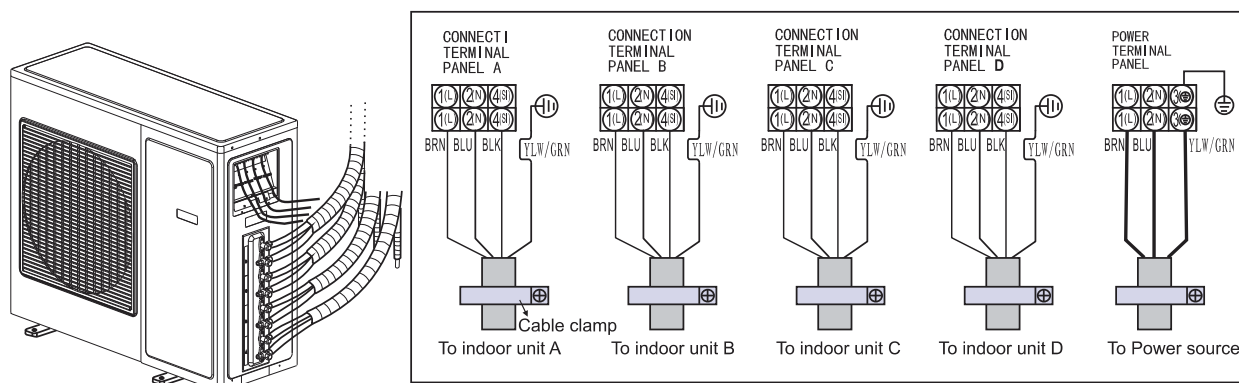 CONNECTI
TERMINAL
PANEL A
1(L) 2(N) 4(SI)
1(L) 2(N) 4(SI)
BRN BLU BLK YLW/GRN
Cable clamp
To indoor unit A
CONNECTION
TERMINAL
PANEL B
1(L) 2(N) 4(SI)
1(L) 2(N) 4(SI)
BRN BLU BLK YLW/GRN
To indoor unit B
CONNECTION
TERMINAL
PANEL C
1(L) 2(N) 4(SI)
1(L) 2(N) 4(SI)
BRN BLU BLK YLW/GRN
To indoor unit C
CONNECTION
TERMINAL
PANEL D
1(L) 2(N) 4(SI)
1(L) 2(N) 4(SI)
BRN BLU BLK YLW/GRN
To indoor unit D
POWER
TERMINAL
PANEL
1(L) 2(N) 3
1(L) 2(N) 3
BRN BLU YLW/GRN
To Power source